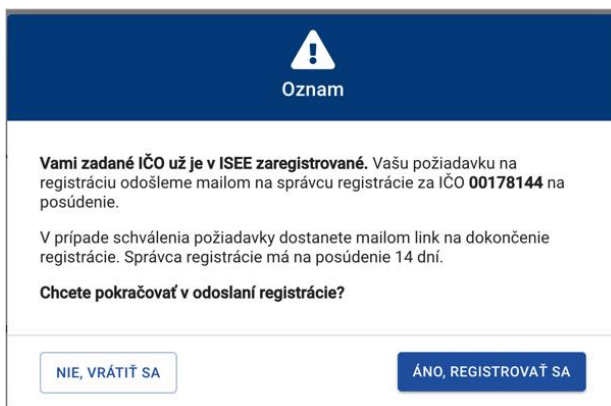 Oznam
Vami zadané IČO už je v ISEE zaregistrované. Vašu požiadavku na
registráciu odošleme mailom na správcu registrácie za IČO 00178144 na
posúdenie.
V prípade schválenia požiadavky dostanete mailom link na dokončenie
registrácie. Správca registrácie má na posúdenie 14 dní.
Chcete pokračovať v odoslaní registrácie?
NIE, VRÁTIŤ SA
ÁNO, REGISTROVAŤ SA